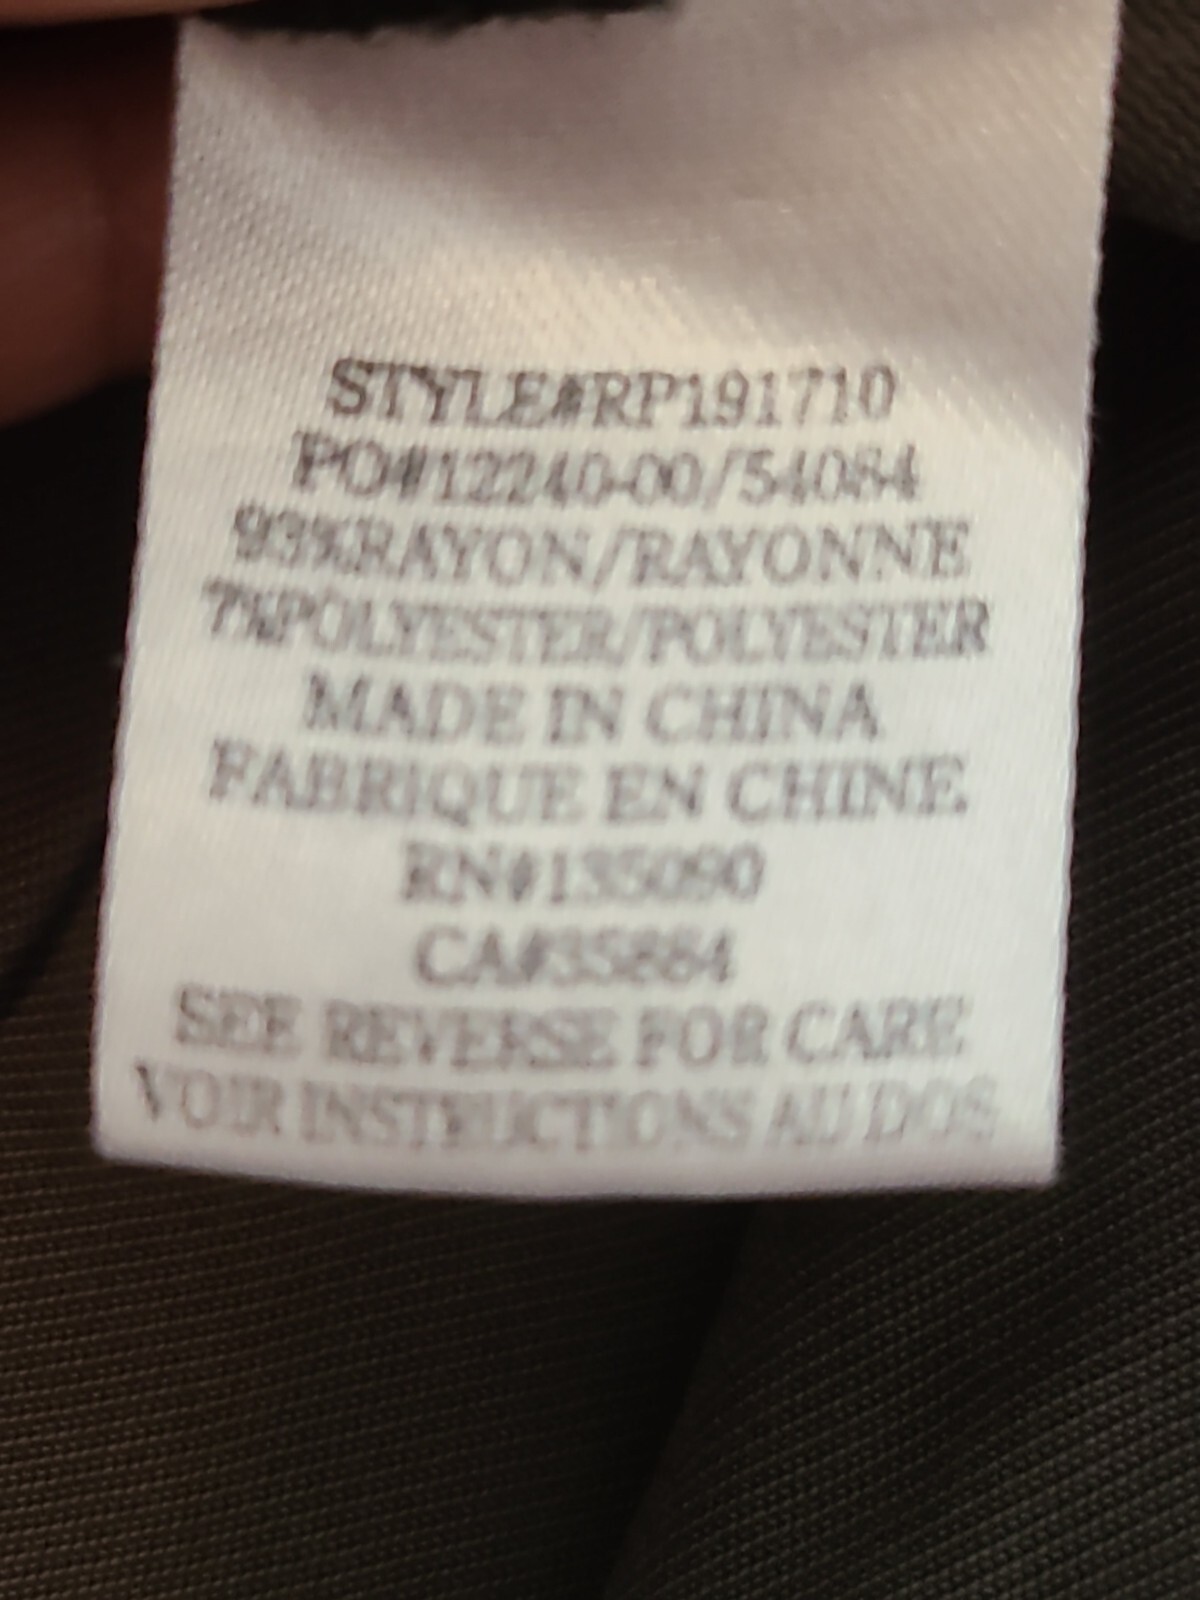 STYLE#RP191710
PO#12240-00/54084
93%RAYON/RAYONNE
7%POLYESTER/POLYESTER
MADE IN CHINA
FABRIQUE EN CHINE
RN#135090
CA#35884
SEE REVERSE FOR CARE
VOIR INSTRUCTIONS AU DOS